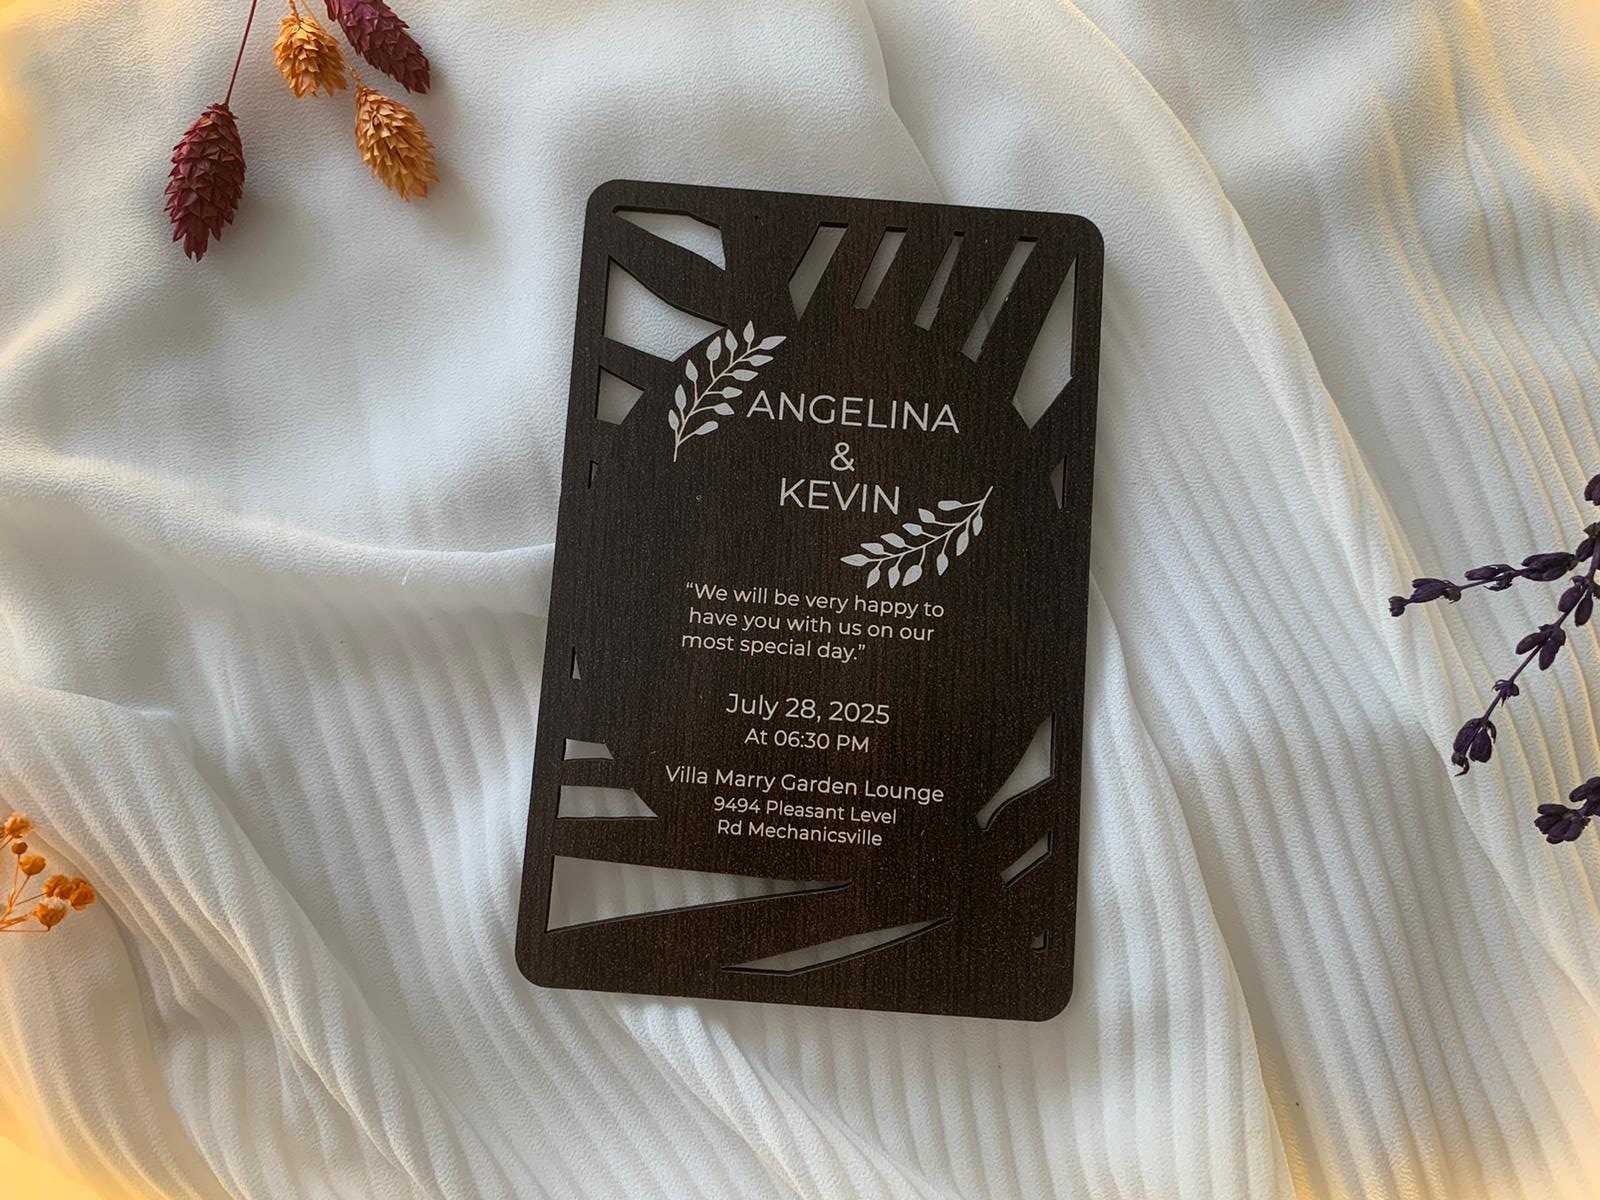 ANGELINA
&
KEVIN
“We will be very happy to
have you with us on our
most special day.”
July 28, 2025
At 06:30 PM
Villa Marry Garden Lounge
9494 Pleasant Level
Rd Mechanicsville